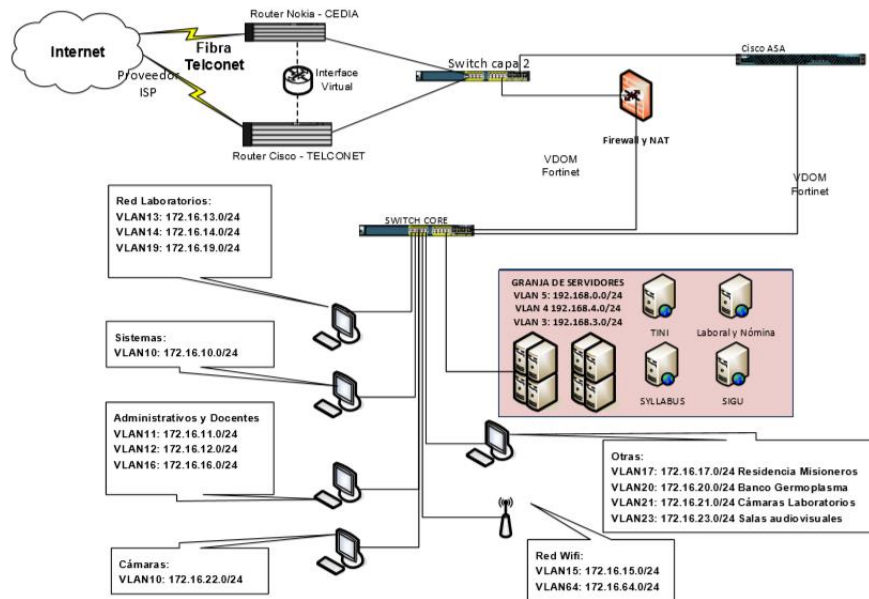 Internet
Router Nokia - CEDIA
Fibra
Telconet
Proveedor
ISP
Interface
Virtual
Router Cisco - TELCONET
Switch capa 2
Cisco ASA
Firewall y NAT
VDOM
Fortinet
VDOM
Fortinet
Red Laboratorios:
VLAN13: 172.16.13.0/24
VLAN14: 172.16.14.0/24
VLAN19: 172.16.19.0/24
SWITCH CORE
GRANJA DE SERVIDORES
VLAN 5: 192.168.0.0/24
VLAN 4 192.168.4.0/24
VLAN 3: 192.168.3.0/24
TINI
Laboral y Nómina
SYLLABUS
SIGU
Sistemas:
VLAN10: 172.16.10.0/24
Administrativos y Docentes
VLAN11: 172.16.11.0/24
VLAN12: 172.16.12.0/24
VLAN16: 172.16.16.0/24
Otras:
VLAN17: 172.16.17.0/24 Residencia Misioneros
VLAN20: 172.16.20.0/24 Banco Germoplasma
VLAN21: 172.16.21.0/24 Cámaras Laboratorios
VLAN23: 172.16.23.0/24 Salas audiovisuales
Cámaras:
VLAN10: 172.16.22.0/24
Red Wifi:
VLAN15: 172.16.15.0/24
VLAN64: 172.16.64.0/24